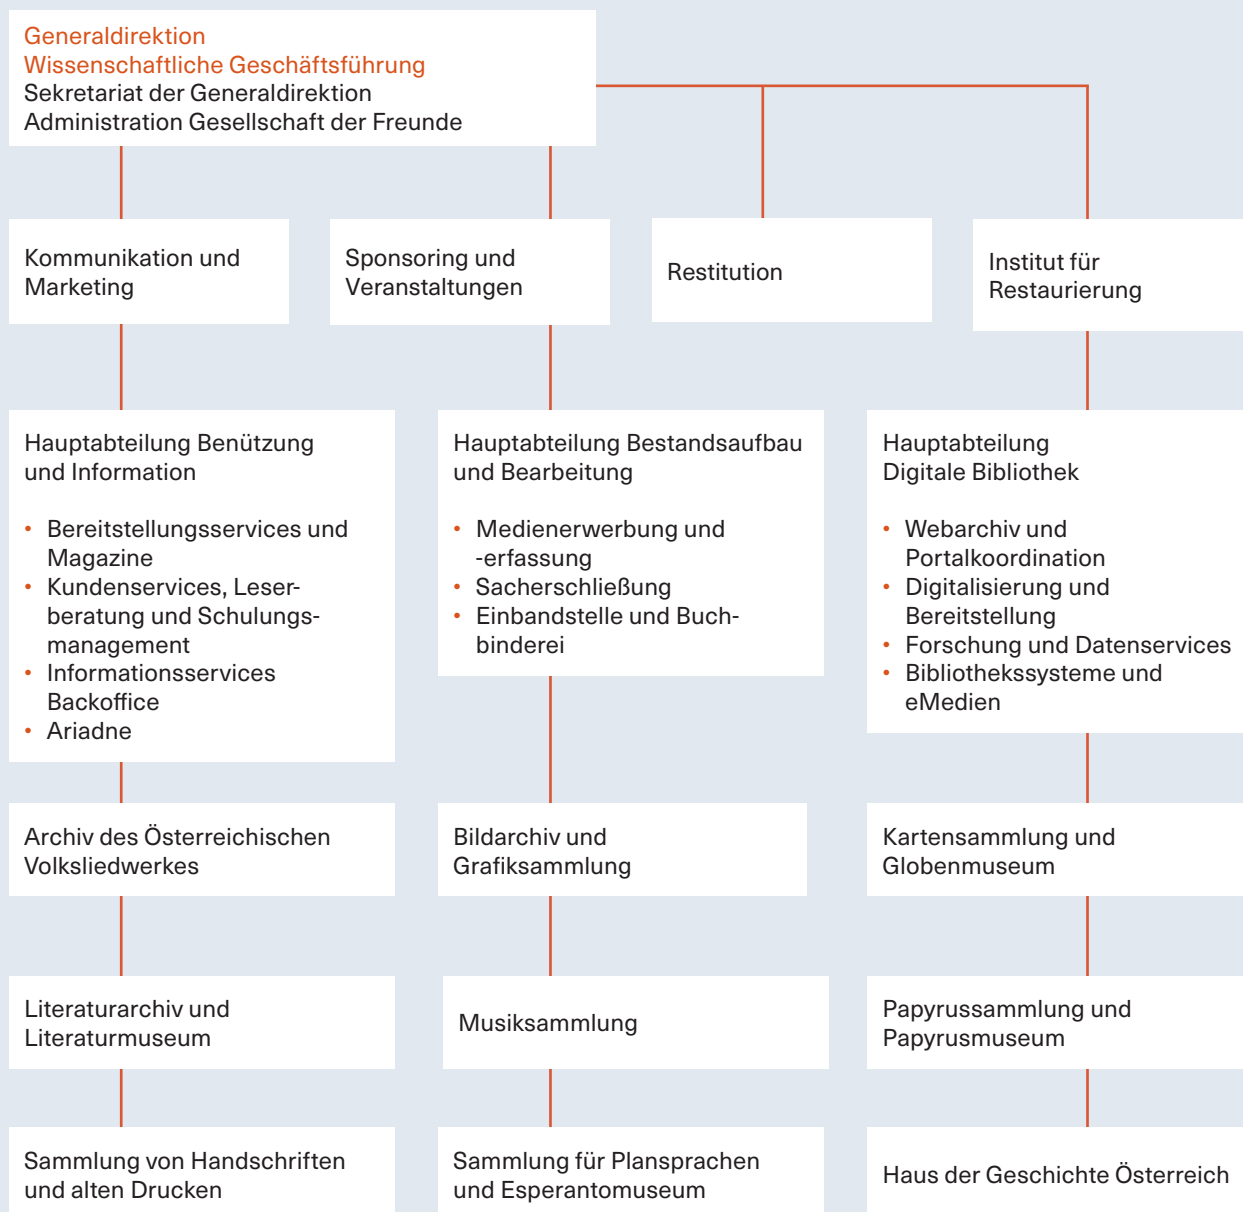 Generaldirektion
Wissenschaftliche Geschäftsführung
Sekretariat der Generaldirektion
Administration Gesellschaft der Freunde
Kommunikation und
Marketing
Sponsoring und
Veranstaltungen
Restitution
Institut für
Restaurierung
Hauptabteilung Benützung
und Information
• Bereitstellungsservices und
Magazine
• Kundenservices, Leser-
beratung und Schulungs-
management
• Informationsservices
Backoffice
• Ariadne
Hauptabteilung Bestandsaufbau
und Bearbeitung
• Medienerwerbung und
-erfassung
• Sacherschließung
• Einbandstelle und Buch-
binderei
Hauptabteilung
Digitale Bibliothek
• Webarchiv und
Portalkoordination
• Digitalisierung und
Bereitstellung
• Forschung und Datenservices
• Bibliothekssysteme und
eMedien
Archiv des Österreichischen
Volksliedwerkes
Bildarchiv und
Grafiksammlung
Kartensammlung und
Globenmuseum
Literaturarchiv und
Literaturmuseum
Musiksammlung
Papyrussammlung und
Papyrusmuseum
Sammlung von Handschriften
und alten Drucken
Sammlung für Plansprachen
und Esperantomuseum
Haus der Geschichte Österreich